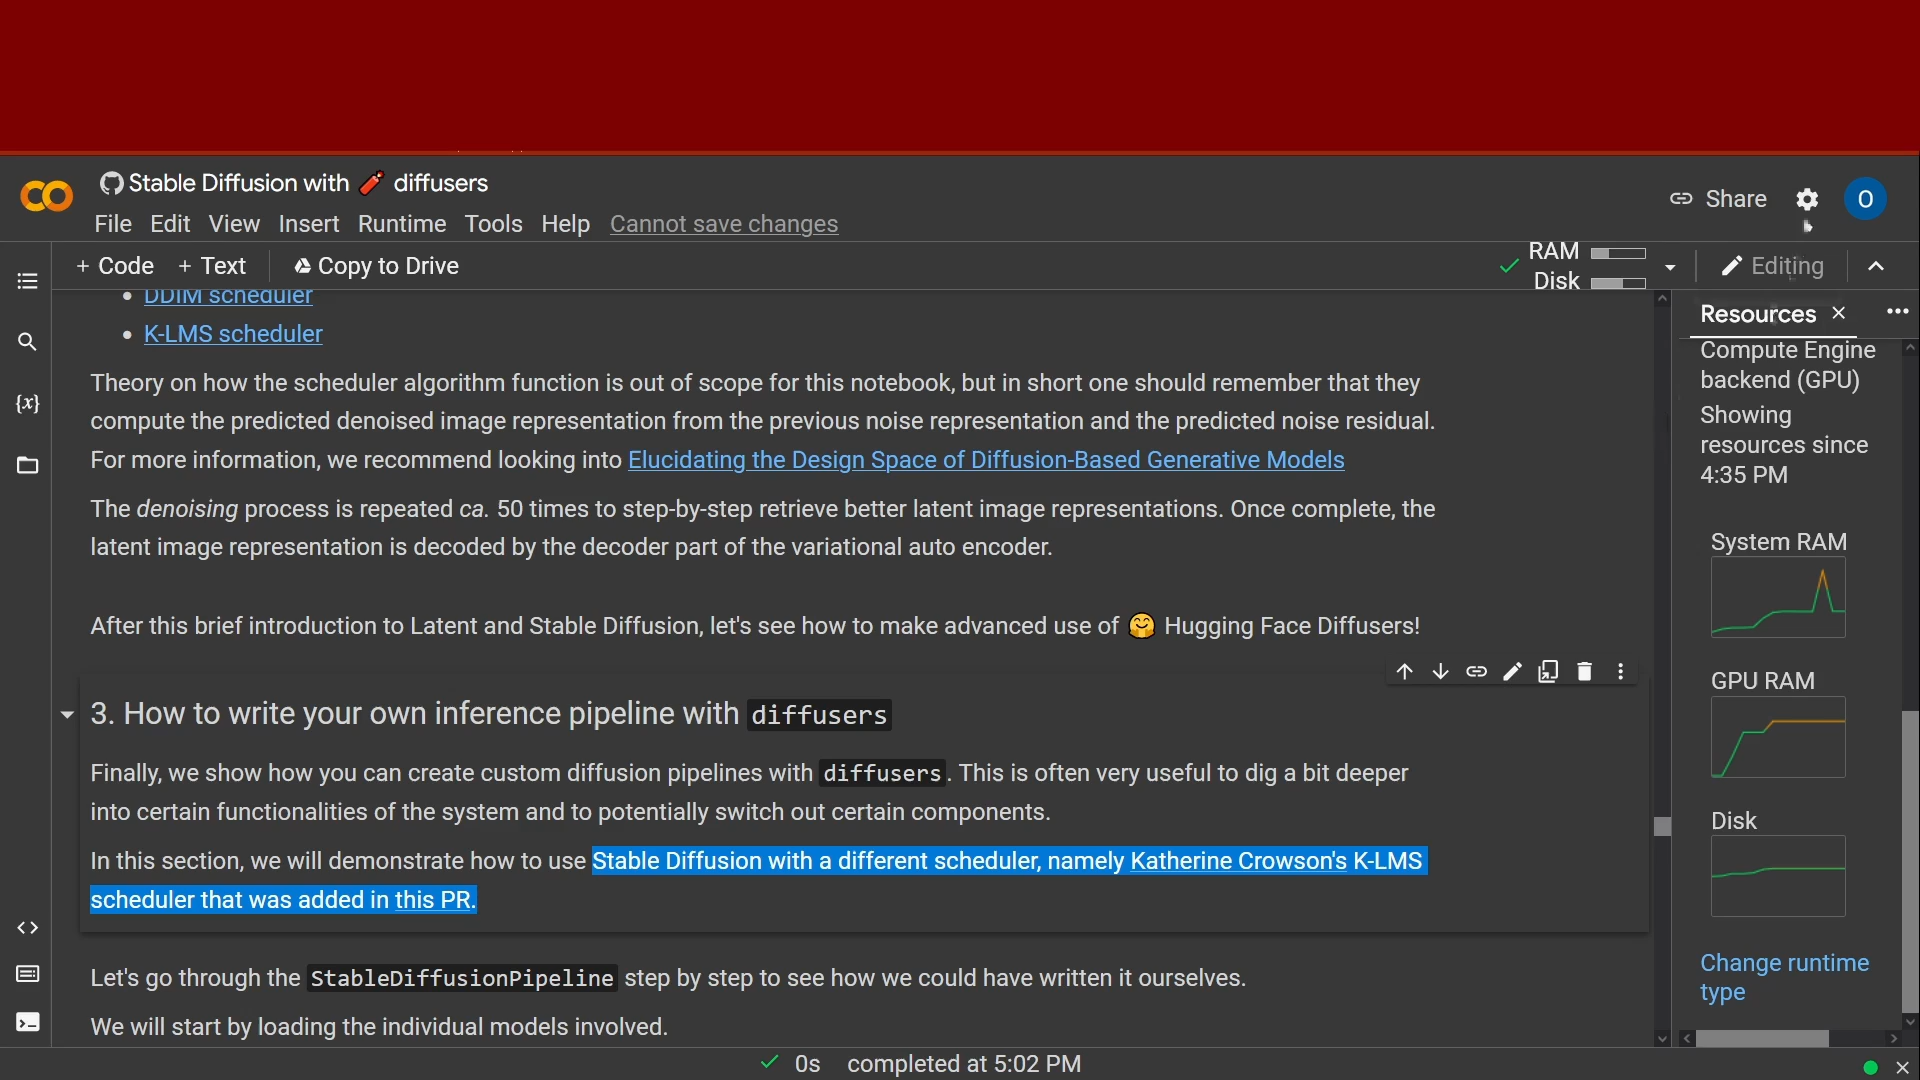 Stable Diffusion with 🧨 diffusers
File Edit View Insert Runtime Tools Help Cannot save changes
Share
O
+ Code + Text Copy to Drive
RAM
Disk
Editing
DDIM scheduler
K-LMS scheduler
Theory on how the scheduler algorithm function is out of scope for this notebook, but in short one should remember that they
compute the predicted denoised image representation from the previous noise representation and the predicted noise residual.
For more information, we recommend looking into Elucidating the Design Space of Diffusion-Based Generative Models
The denoising process is repeated ca. 50 times to step-by-step retrieve better latent image representations. Once complete, the
latent image representation is decoded by the decoder part of the variational auto encoder.
After this brief introduction to Latent and Stable Diffusion, let's see how to make advanced use of 🤗 Hugging Face Diffusers!
3. How to write your own inference pipeline with diffusers
Finally, we show how you can create custom diffusion pipelines with diffusers. This is often very useful to dig a bit deeper
into certain functionalities of the system and to potentially switch out certain components.
In this section, we will demonstrate how to use Stable Diffusion with a different scheduler, namely Katherine Crowson's K-LMS
scheduler that was added in this PR.
Let's go through the StableDiffusionPipeline step by step to see how we could have written it ourselves.
We will start by loading the individual models involved.
Resources
Compute Engine
backend (GPU)
Showing
resources since
4:35 PM
System RAM
GPU RAM
Disk
Change runtime
type
0s completed at 5:02 PM